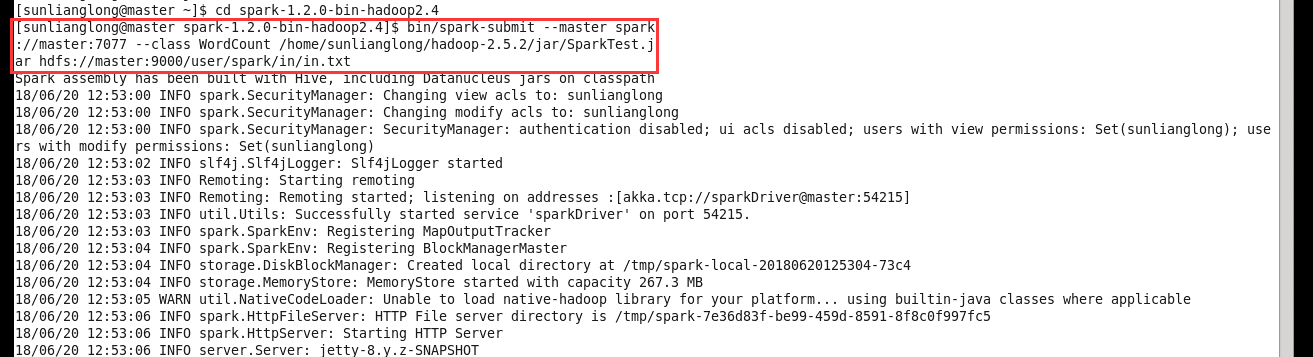 [sunlianglong@master ~]$ cd spark-1.2.0-bin-hadoop2.4
[sunlianglong@master spark-1.2.0-bin-hadoop2.4]$ bin/spark-submit --master spark
://master:7077 --class WordCount /home/sunlianglong/hadoop-2.5.2/jar/SparkTest.j
ar hdfs://master:9000/user/spark/in/in.txt
Spark assembly has been built with Hive, including Datanucleus jars on classpath
18/06/20 12:53:00 INFO spark.SecurityManager: Changing view acls to: sunlianglong
18/06/20 12:53:00 INFO spark.SecurityManager: Changing modify acls to: sunlianglong
18/06/20 12:53:00 INFO spark.SecurityManager: SecurityManager: authentication disabled; ui acls disabled; users with view permissions: Set(sunlianglong); use
rs with modify permissions: Set(sunlianglong)
18/06/20 12:53:02 INFO slf4j.Slf4jLogger: Slf4jLogger started
18/06/20 12:53:03 INFO Remoting: Starting remoting
18/06/20 12:53:03 INFO Remoting: Remoting started; listening on addresses :[akka.tcp://sparkDriver@master:54215]
18/06/20 12:53:03 INFO util.Utils: Successfully started service 'sparkDriver' on port 54215.
18/06/20 12:53:03 INFO spark.SparkEnv: Registering MapOutputTracker
18/06/20 12:53:04 INFO spark.SparkEnv: Registering BlockManagerMaster
18/06/20 12:53:04 INFO storage.DiskBlockManager: Created local directory at /tmp/spark-local-20180620125304-73c4
18/06/20 12:53:04 INFO storage.MemoryStore: MemoryStore started with capacity 267.3 MB
18/06/20 12:53:05 WARN util.NativeCodeLoader: Unable to load native-hadoop library for your platform... using builtin-java classes where applicable
18/06/20 12:53:06 INFO spark.HttpFileServer: HTTP File server directory is /tmp/spark-7e36d83f-be99-459d-8591-8f8c0f997fc5
18/06/20 12:53:06 INFO spark.HttpServer: Starting HTTP Server
18/06/20 12:53:06 INFO server.Server: jetty-8.y.z-SNAPSHOT